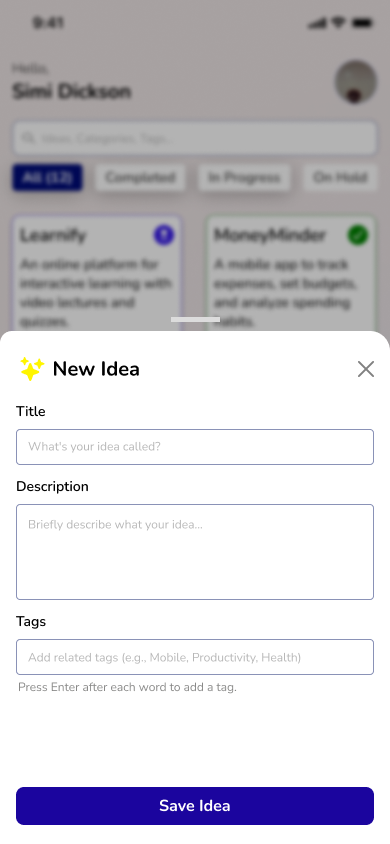 9:41
Hello,
Simi Dickson
Ideas, Categories, Tags...
All (12)
Completed
In Progress
On Hold
Learnify
MoneyMinder
An online platform for
interactive learning with
video lectures and
quizzes.
A mobile app to track
expenses, set budgets,
and analyze spending
habits.
New Idea
Title
What's your idea called?
Description
Briefly describe what your idea...
Tags
Add related tags (e.g., Mobile, Productivity, Health)
Press Enter after each word to add a tag.
Save Idea